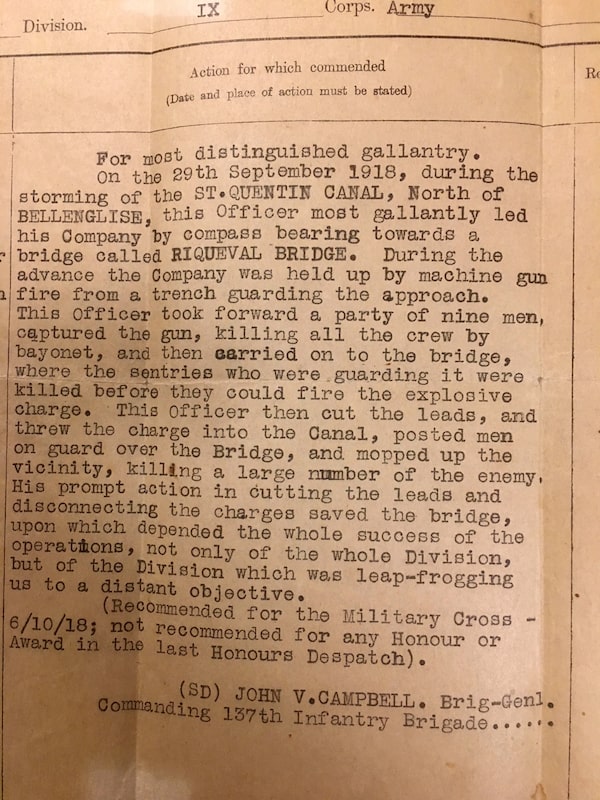 Division. IX Corps. Army
Action for which commended
(Date and place of action must be stated)
For most distinguished gallantry.
On the 29th September 1918, during the
storming of the ST.QUENTIN CANAL, North of
BELLENGLISE, this Officer most gallantly led
his Company by compass bearing towards a
bridge called RIQUEVAL BRIDGE. During the
advance the Company was held up by machine gun
fire from a trench guarding the approach.
This Officer took forward a party of nine men,
captured the gun, killing all the crew by
bayonet, and then carried on to the bridge,
where the sentries who were guarding it were
killed before they could fire the explosive
charge. This Officer then cut the leads, and
threw the charge into the Canal, posted men
on guard over the Bridge, and mopped up the
vicinity, killing a large number of the enemy.
His prompt action in cutting the leads and
disconnecting the charges saved the bridge,
upon which depended the whole success of the
operations, not only of the whole Division,
but of the Division which was leap-frogging
us to a distant objective.
(Recommended for the Military Cross -
6/10/18; not recommended for any Honour or
Award in the last Honours Despatch).
(SD) JOHN V.CAMPBELL. Brig-Genl.
Commanding 137th Infantry Brigade......